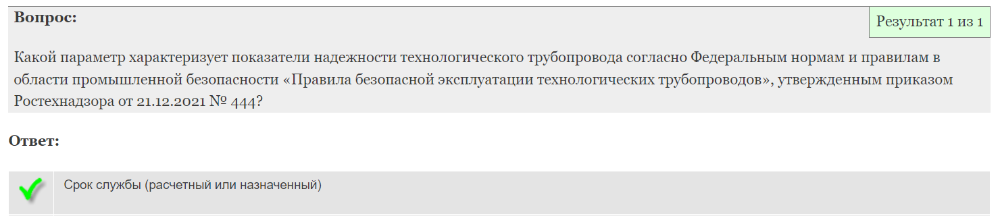 Вопрос:
Результат 1 из 1
Какой параметр характеризует показатели надежности технологического трубопровода согласно Федеральным нормам и правилам в
области промышленной безопасности «Правила безопасной эксплуатации технологических трубопроводов», утвержденным приказом
Ростехнадзора от 21.12.2021 № 444?
Ответ:
Срок службы (расчетный или назначенный)